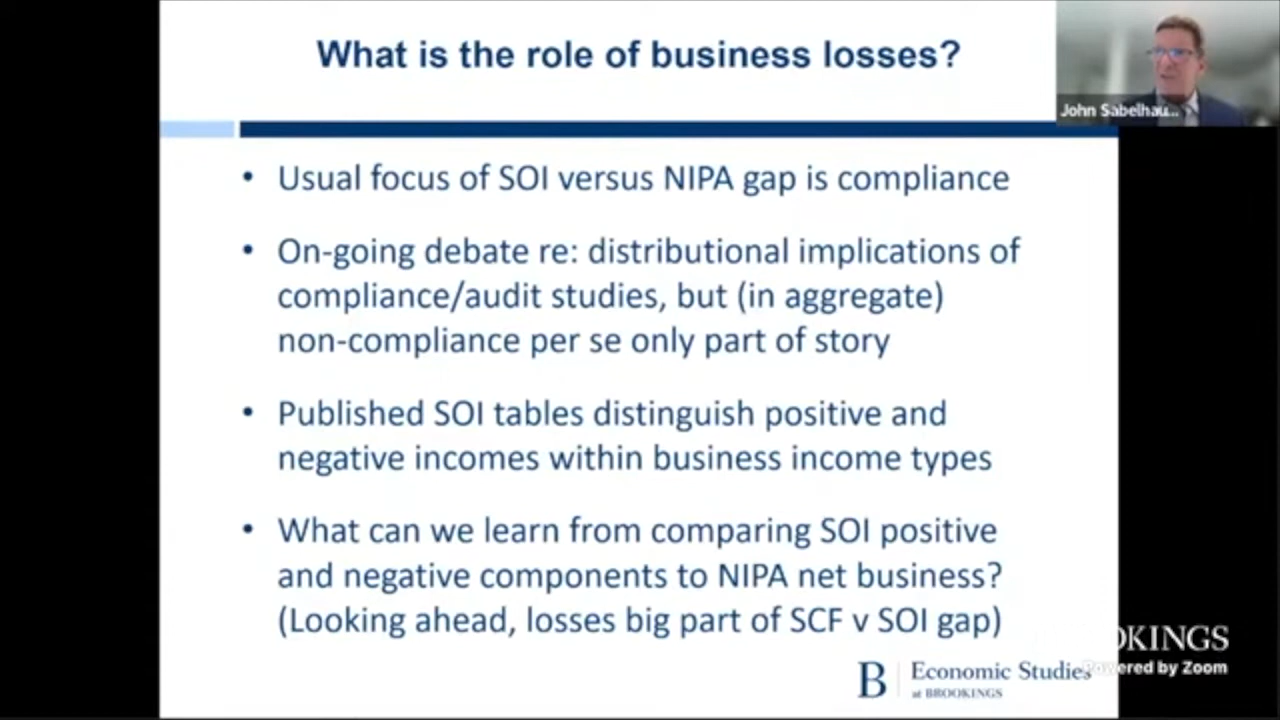 What is the role of business losses?
John Sabelhau...
• Usual focus of SOI versus NIPA gap is compliance
• On-going debate re: distributional implications of
compliance/audit studies, but (in aggregate)
non-compliance per se only part of story
• Published SOI tables distinguish positive and
negative incomes within business income types
• What can we learn from comparing SOI positive
and negative components to NIPA net business?
(Looking ahead, losses big part of SCF v SOI gap)
B Economic Studies
at BROOKINGS
OKINGS
Powered by Zoom